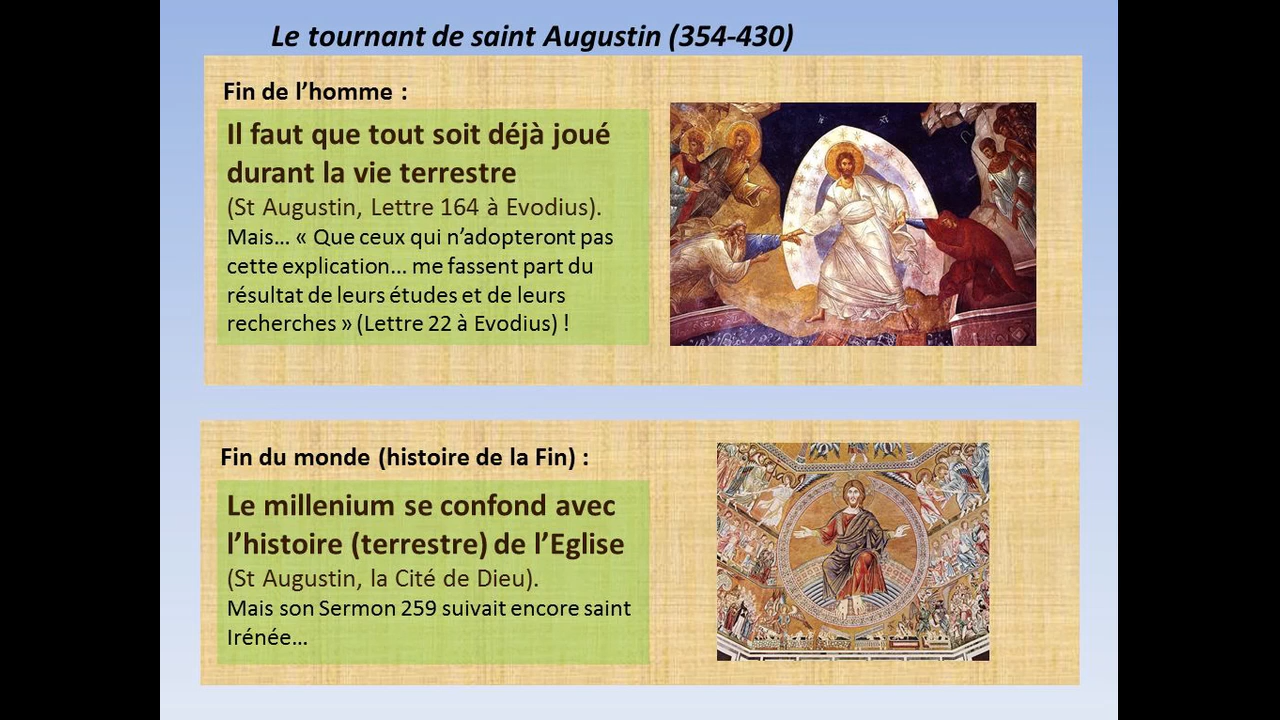 Le tournant de saint Augustin (354-430)
Fin de l’homme :
Il faut que tout soit déjà joué
durant la vie terrestre
(St Augustin, Lettre 164 à Evodius).
Mais… « Que ceux qui n’adopteront pas
cette explication… me fassent part du
résultat de leurs études et de leurs
recherches » (Lettre 22 à Evodius) !
Fin du monde (histoire de la Fin) :
Le millenium se confond avec
l’histoire (terrestre) de l’Eglise
(St Augustin, la Cité de Dieu).
Mais son Sermon 259 suivait encore saint
Irénée…